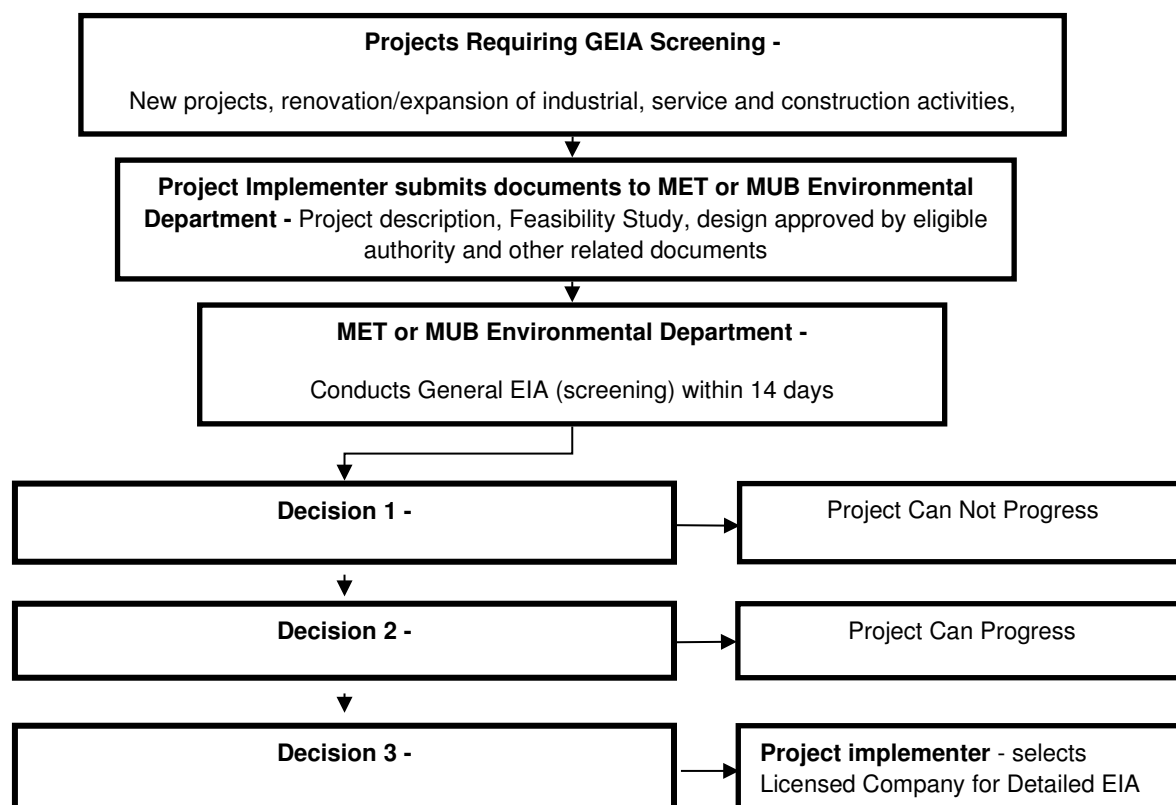 Projects Requiring GEIA Screening -
New projects, renovation/expansion of industrial, service and construction activities,
Project Implementer submits documents to MET or MUB Environmental
Department - Project description, Feasibility Study, design approved by eligible
authority and other related documents
MET or MUB Environmental Department -
Conducts General EIA (screening) within 14 days
Decision 1 -
Project Can Not Progress
Decision 2 -
Project Can Progress
Decision 3 -
Project implementer - selects
Licensed Company for Detailed EIA